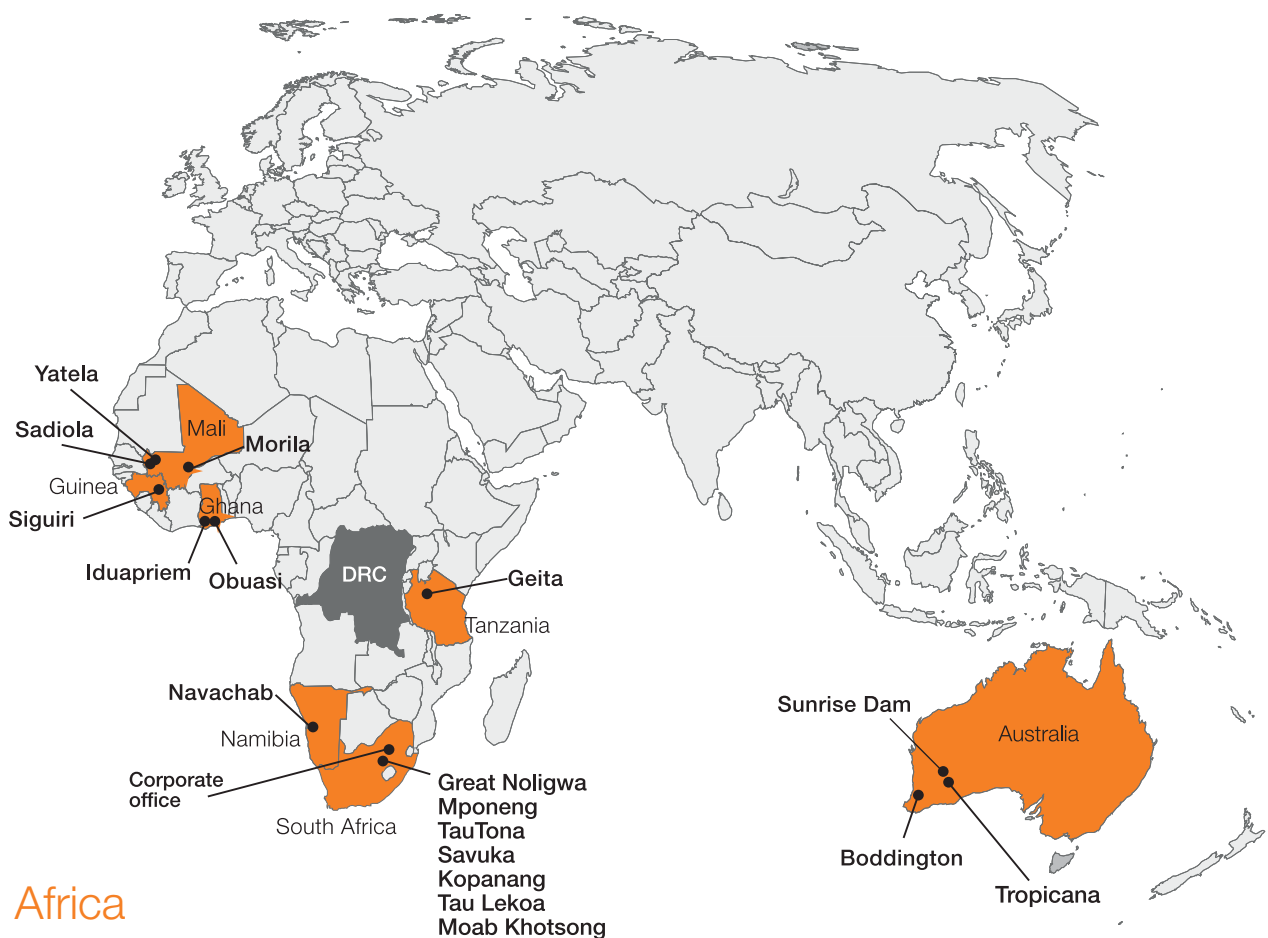 Yatela
Mali
Sadiola
Morila
Guinea
Ghana
Siguiri
Iduapriem
Obuasi
DRC
Geita
Tanzania
Navachab
Namibia
Corporate
office
South Africa
Great Noligwa
Mponeng
TauTona
Savuka
Kopanang
Tau Lekoa
Moab Khotsong
Sunrise Dam
Australia
Boddington
Tropicana
Africa